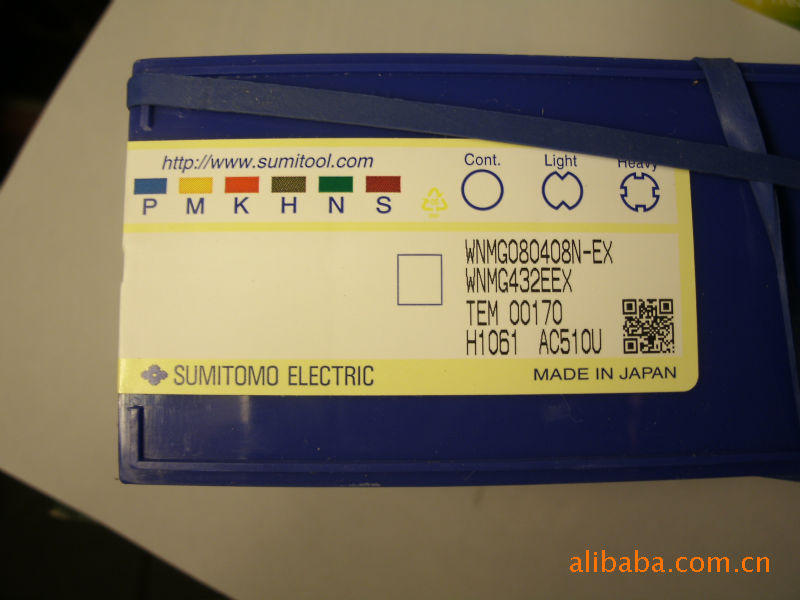 http://www.sumitool.com
P M K H N S
Cont. Light Heavy
WNMG080408N-EX
WNMG432EEX
TEM 00170
H1061 AC510U
SUMITOMO ELECTRIC
MADE IN JAPAN
alibaba.com.cn